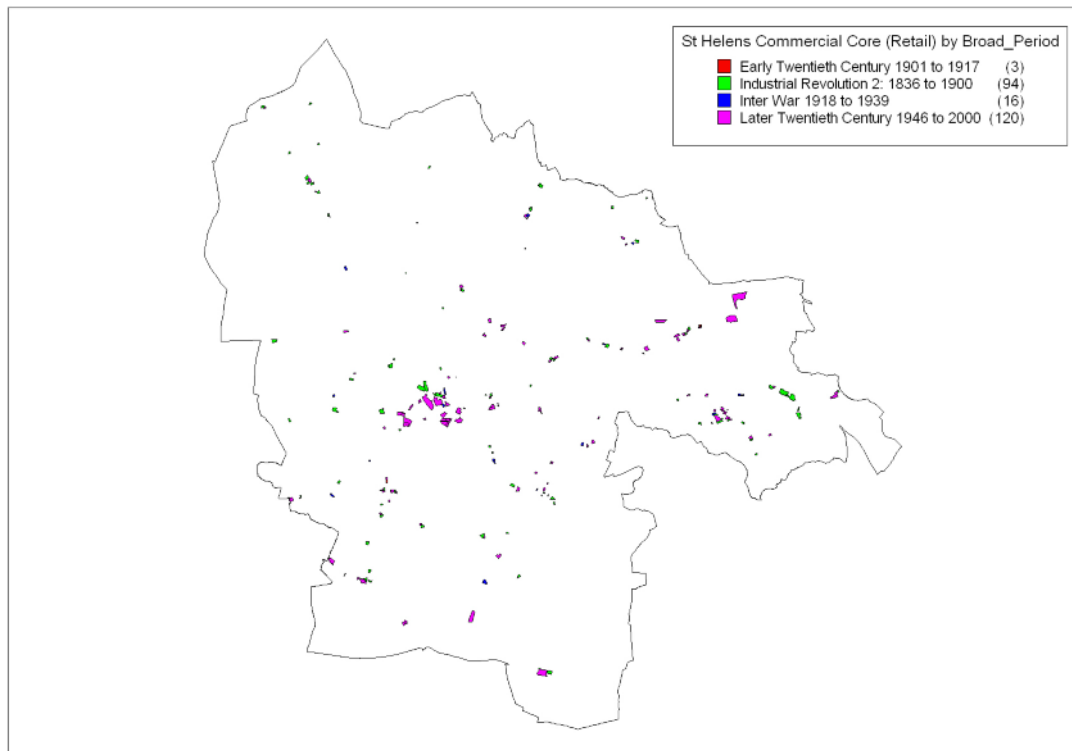 St Helens Commercial Core (Retail) by Broad_Period
Early Twentieth Century 1901 to 1917 (3)
Industrial Revolution 2: 1836 to 1900 (94)
Inter War 1918 to 1939 (16)
Later Twentieth Century 1946 to 2000 (120)